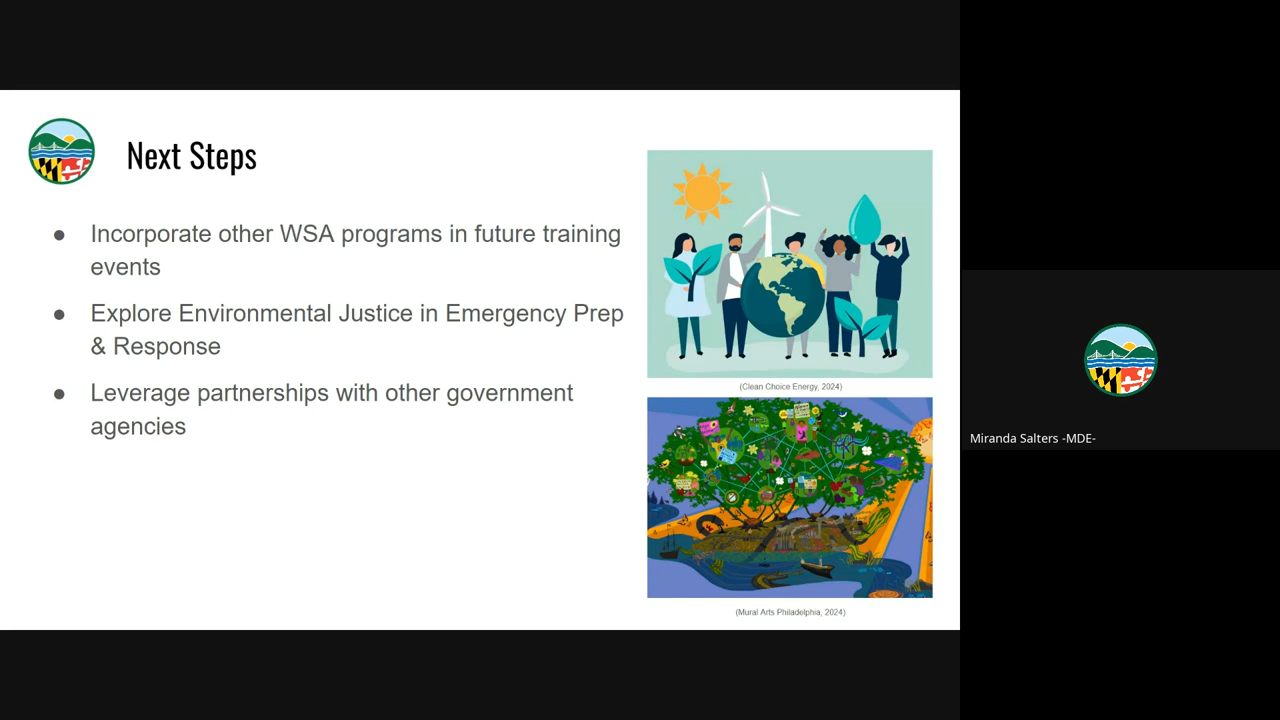 Next Steps
● Incorporate other WSA programs in future training
events
● Explore Environmental Justice in Emergency Prep
& Response
● Leverage partnerships with other government
agencies
(Clean Choice Energy, 2024)
(Mural Arts Philadelphia, 2024)
Miranda Salters -MDE-